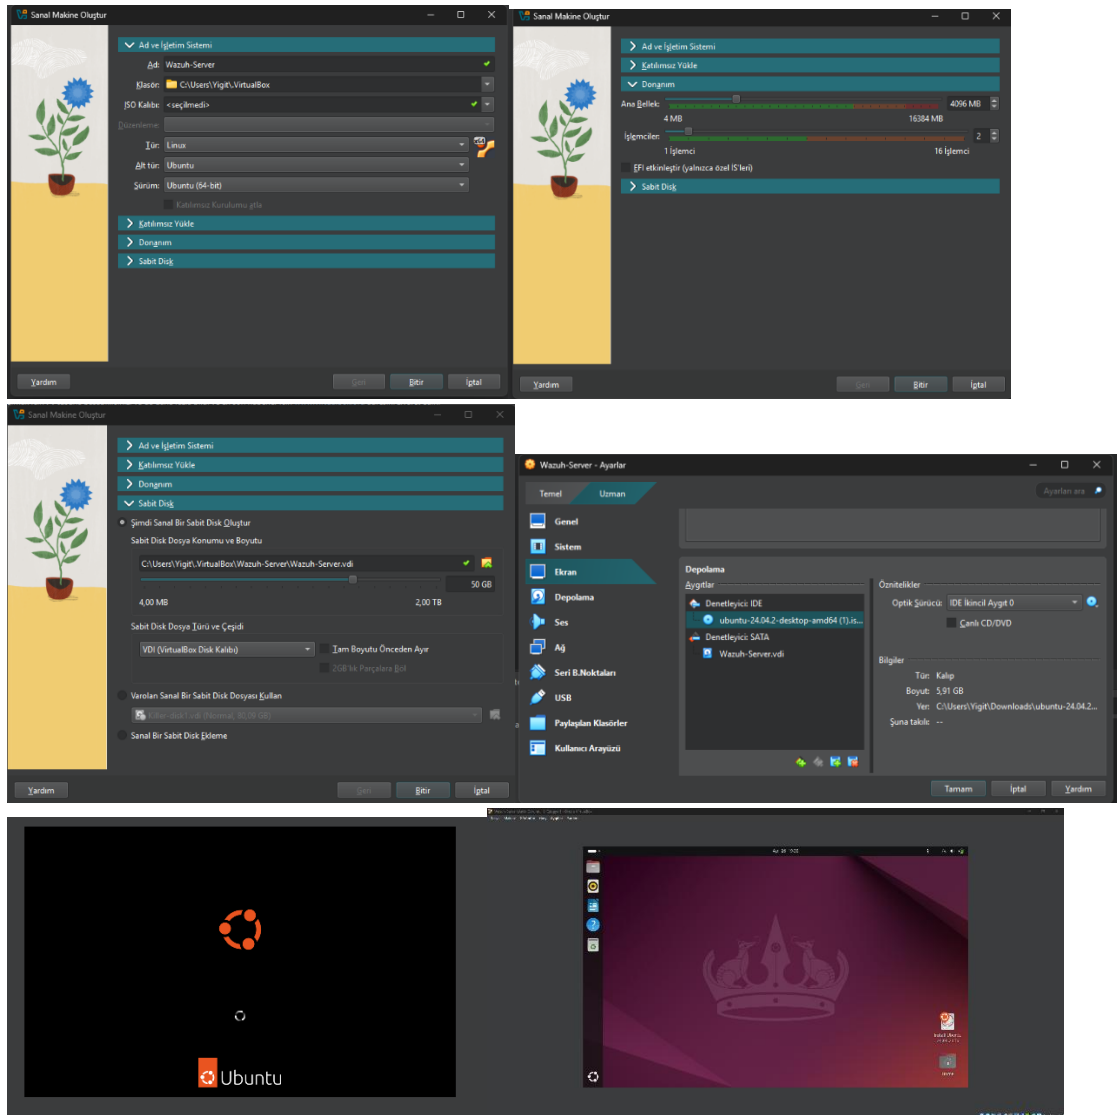 Sanal Makine Oluştur
Ad ve İşletim Sistemi
Ad: Wazuh-Server
Klasör: C:\Users\Yigit\.VirtualBox
ISO Kalıbı: <seçilmedi>
Düzenleme:
Tür: Linux
Alt tür: Ubuntu
Sürüm: Ubuntu (64-bit)
Katılımsız Kurulumu atla
Katılımsız Yükle
Donanım
Sabit Disk
Yardım
Geri
Bitir
İptal
Sanal Makine Oluştur
Ad ve İşletim Sistemi
Katılımsız Yükle
Donanım
Ana Bellek: 4096 MB
4 MB 16384 MB
İşlemciler: 2
1 İşlemci 16 İşlemci
EFI etkinleştir (yalnızca özel İS'leri)
Sabit Disk
Yardım
Geri
Bitir
İptal
Sanal Makine Oluştur
Ad ve İşletim Sistemi
Katılımsız Yükle
Donanım
Sabit Disk
Şimdi Sanal Bir Sabit Disk Oluştur
Sabit Disk Dosya Konumu ve Boyutu
C:\Users\Yigit\.VirtualBox\Wazuh-Server\Wazuh-Server.vdi
50 GB
4,00 MB 2,00 TB
Sabit Disk Dosya Türü ve Çeşidi
VDI (VirtualBox Disk Kalıbı) Tam Boyutu Önceden Ayır
2GB'lık Parçalara Böl
Varolan Sanal Bir Sabit Disk Dosyası Kullan
Sanal Bir Sabit Disk Ekleme
Yardım
Geri
Bitir
İptal
Wazuh-Server - Ayarlar
Temel Uzman
Ayarları ara
Genel
Sistem
Ekran
Depolama
Ses
Ağ
Seri B.Noktaları
USB
Paylaşılan Klasörler
Kullanıcı Arayüzü
Depolama
Aygıtlar
Denetleyici: IDE
ubuntu-24.04.2-desktop-amd64 (1).is...
Denetleyici: SATA
Wazuh-Server.vdi
Öznitelikler
Optik Sürücü: IDE İkincil Aygıt 0
Canlı CD/DVD
Bilgiler
Tür: Kalıp
Boyut: 5,91 GB
Yer: C:\Users\Yigit\Downloads\ubuntu-24.04.2...
Şuna takılı: --
Tamam
İptal
Yardım
Ubuntu